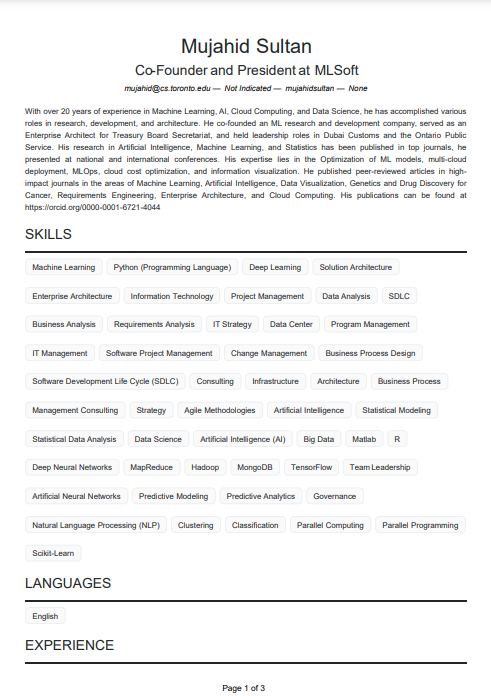 Mujahid Sultan
Co-Founder and President at MLSoft
mujahid@cs.toronto.edu — Not Indicated — mujahidsultan — None
With over 20 years of experience in Machine Learning, AI, Cloud Computing, and Data Science, he has accomplished various
roles in research, development, and architecture. He co-founded an ML research and development company, served as an
Enterprise Architect for Treasury Board Secretariat, and held leadership roles in Dubai Customs and the Ontario Public
Service. His research in Artificial Intelligence, Machine Learning, and Statistics has been published in top journals, he
presented at national and international conferences. His expertise lies in the Optimization of ML models, multi-cloud
deployment, MLOps, cloud cost optimization, and information visualization. He published peer-reviewed articles in high-
impact journals in the areas of Machine Learning, Artificial Intelligence, Data Visualization, Genetics and Drug Discovery for
Cancer, Requirements Engineering, Enterprise Architecture, and Cloud Computing. His publications can be found at
https://orcid.org/0000-0001-6721-4044
SKILLS
Machine Learning Python (Programming Language) Deep Learning Solution Architecture
Enterprise Architecture Information Technology Project Management Data Analysis SDLC
Business Analysis Requirements Analysis IT Strategy Data Center Program Management
IT Management Software Project Management Change Management Business Process Design
Software Development Life Cycle (SDLC) Consulting Infrastructure Architecture Business Process
Management Consulting Strategy Agile Methodologies Artificial Intelligence Statistical Modeling
Statistical Data Analysis Data Science Artificial Intelligence (AI) Big Data Matlab R
Deep Neural Networks MapReduce Hadoop MongoDB TensorFlow Team Leadership
Artificial Neural Networks Predictive Modeling Predictive Analytics Governance
Natural Language Processing (NLP) Clustering Classification Parallel Computing Parallel Programming
Scikit-Learn
LANGUAGES
English
EXPERIENCE
Page 1 of 3